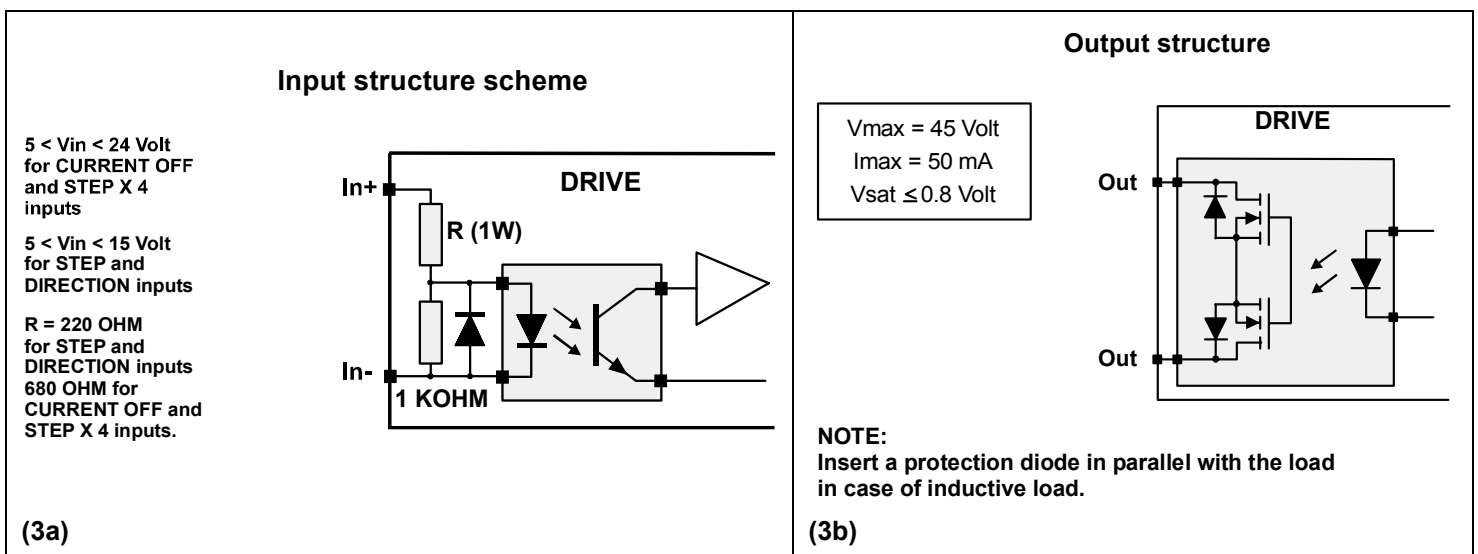 Input structure scheme
5 < Vin < 24 Volt
for CURRENT OFF
and STEP X 4
inputs
5 < Vin < 15 Volt
for STEP and
DIRECTION inputs
R = 220 OHM
for STEP and
DIRECTION inputs
680 OHM for
CURRENT OFF and
STEP X 4 inputs.
In+
DRIVE
R (1W)
In-
1 KOHM
(3a)
Output structure
Vmax = 45 Volt
Imax = 50 mA
Vsat ≤ 0.8 Volt
DRIVE
Out
Out
NOTE:
Insert a protection diode in parallel with the load
in case of inductive load.
(3b)